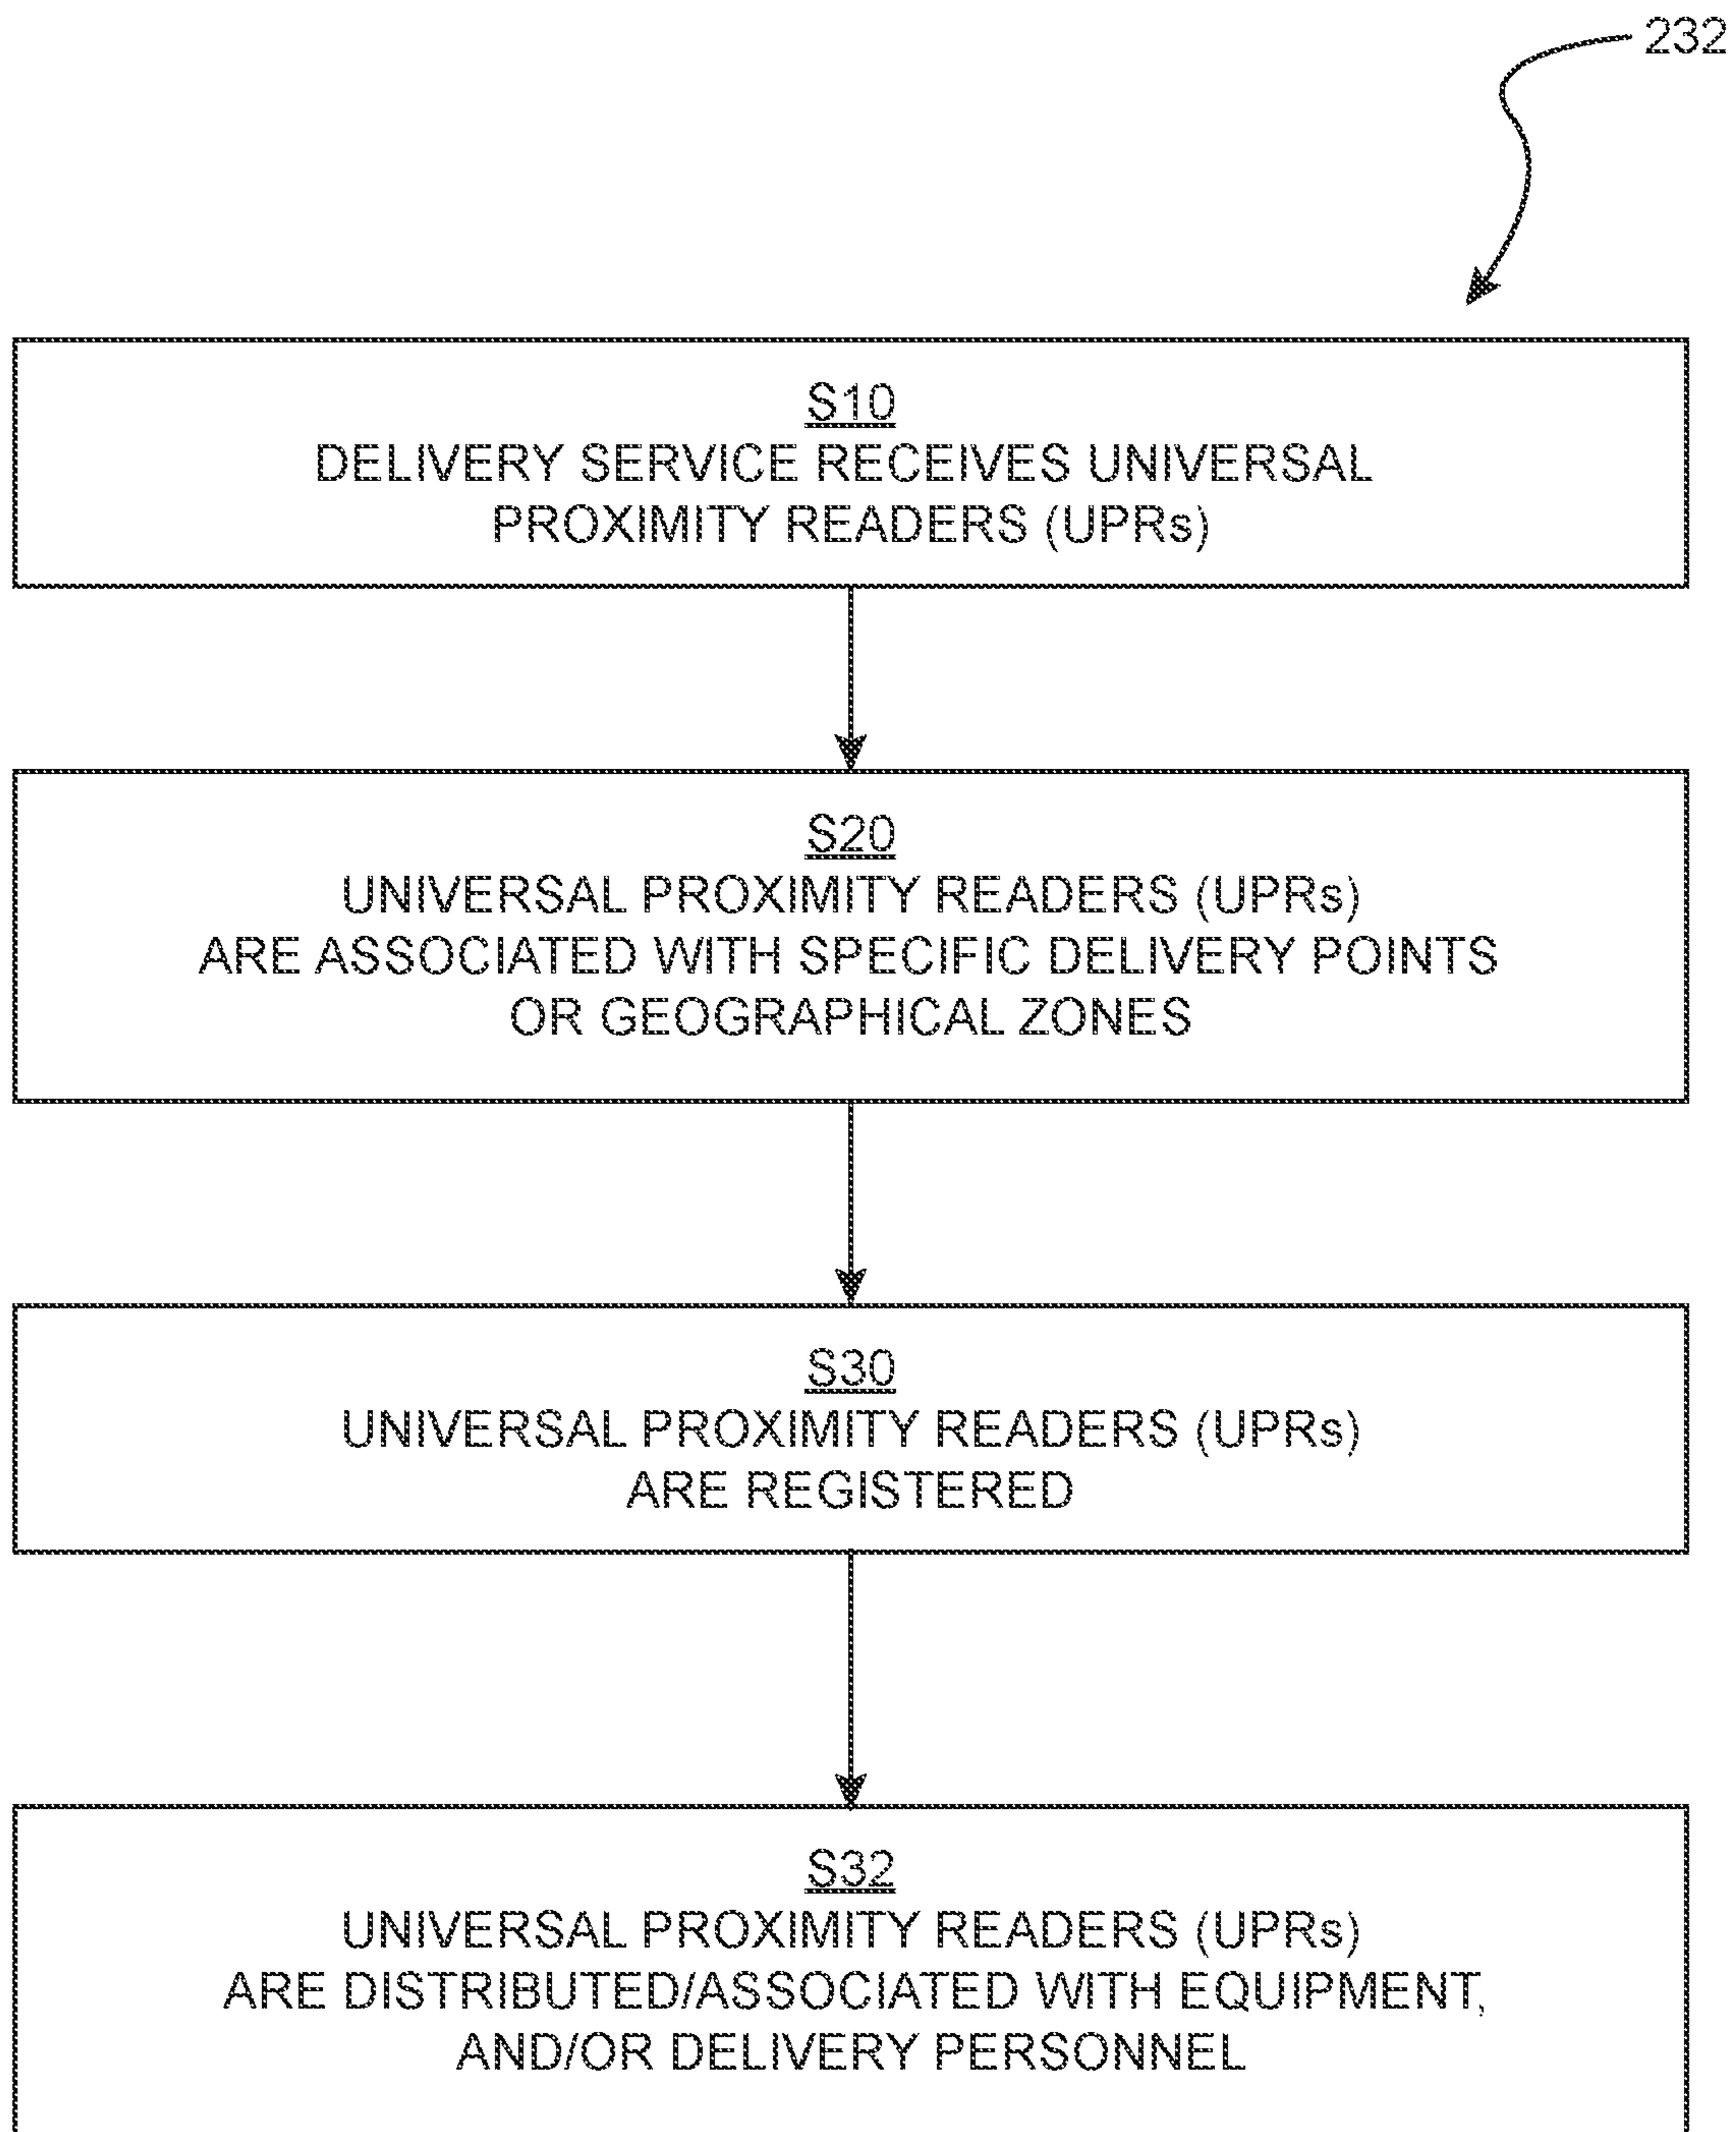 232
S10
DELIVERY SERVICE RECEIVES UNIVERSAL
PROXIMITY READERS (UPRs)
S20
UNIVERSAL PROXIMITY READERS (UPRs)
ARE ASSOCIATED WITH SPECIFIC DELIVERY POINTS
OR GEOGRAPHICAL ZONES
S30
UNIVERSAL PROXIMITY READERS (UPRs)
ARE REGISTERED
S32
UNIVERSAL PROXIMITY READERS (UPRs)
ARE DISTRIBUTED/ASSOCIATED WITH EQUIPMENT,
AND/OR DELIVERY PERSONNEL